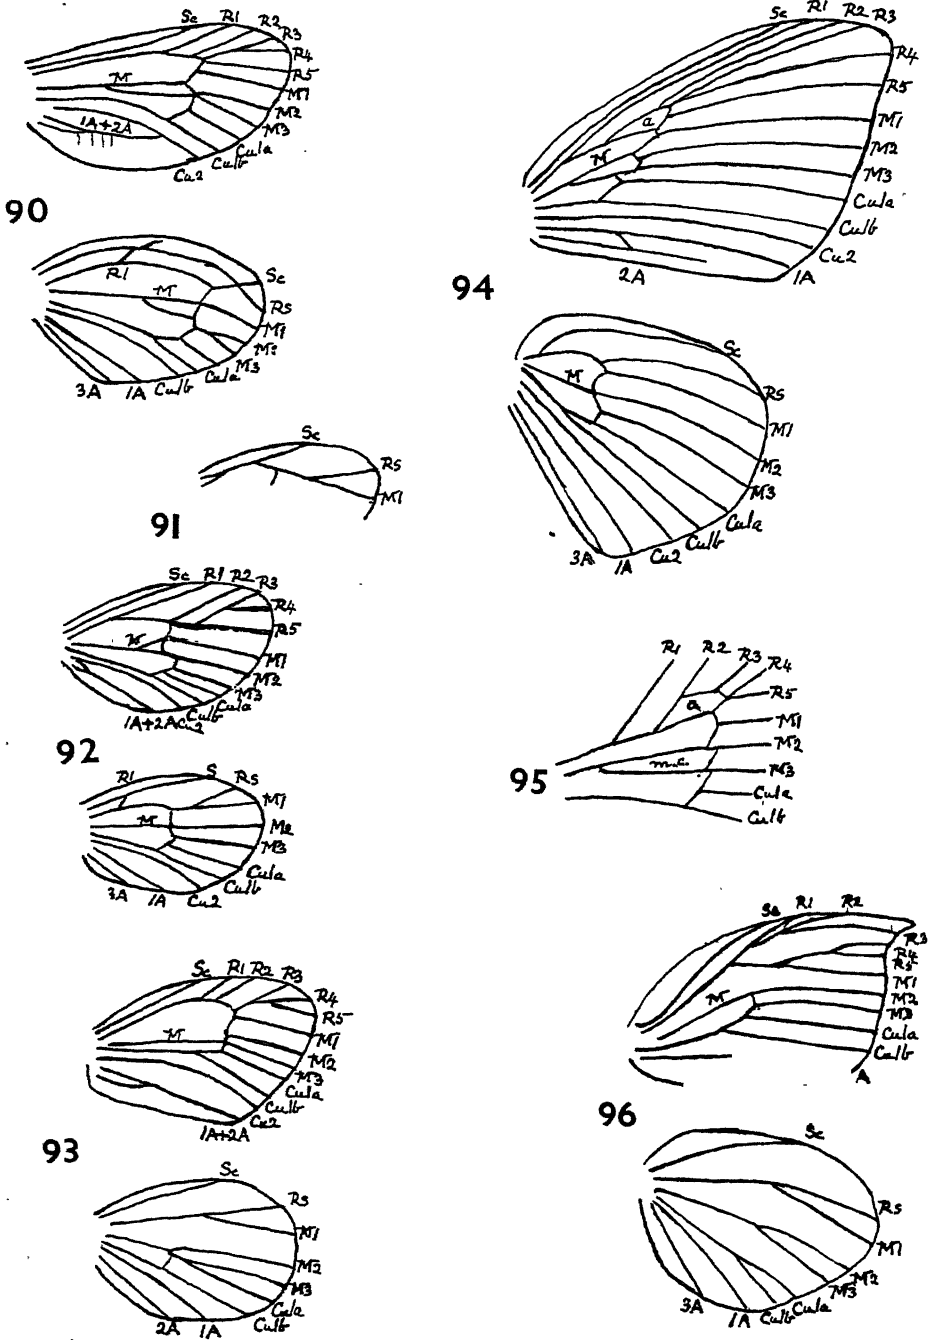 Sc R1 R2 R3 R4 R5 M1 M2 M3 Cu1a Cu1b Cu2
M
1A+2A
90
R1 M Sc Rs M1 M2 M3 Cu1a Cu1b 1A 3A
Sc Rs M1
91
Sc R1 R2 R3 R4 R5 M1 M2 M3 Cu1a Cu1b Cu2 1A+2A
M
92
R1 S Rs M1 M2 M3 Cu1a Cu1b Cu2 1A 3A
M
Sc R1 R2 R3 R4 R5 M1 M2 M3 Cu1a Cu1b Cu2 1A+2A
M
93
Sc Rs M1 M2 M3 Cu1a Cu1b 1A 2A
Sc R1 R2 R3 R4 R5 M1 M2 M3 Cu1a Cu1b Cu2 1A 2A
a
M
94
Sc Rs M1 M2 M3 Cu1a Cu1b Cu2 1A 3A
M
R1 R2 R3 R4 R5 M1 M2 M3 Cu1a Cu1b
a
m.c.
95
Sc R1 R2 R3 R4 R5 M1 M2 M3 Cu1a Cu1b A
M
96
Sc Rs M1 M2 M3 Cu1a Cu1b 1A 3A